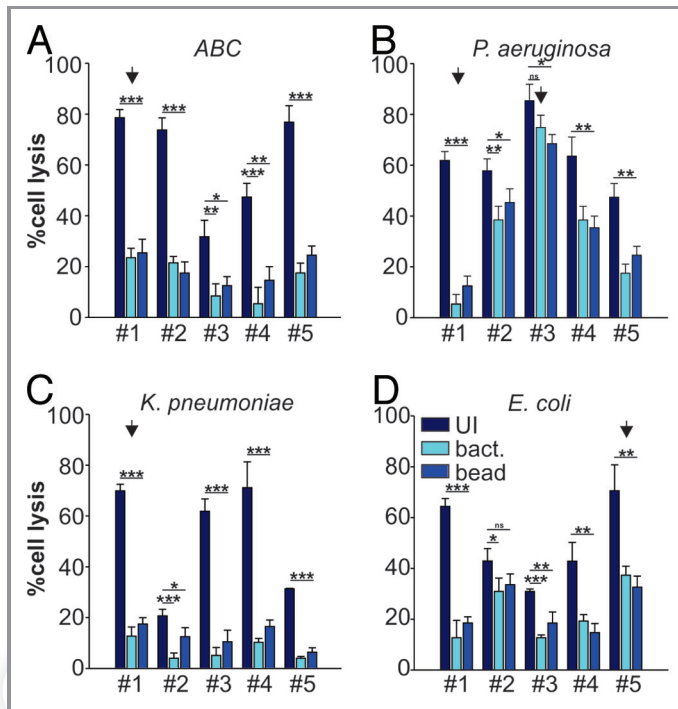 A
ABC
100
80
60
40
20
0
%cell lysis
***
***
**
*
***
**
***
#1 #2 #3 #4 #5
B
P. aeruginosa
100
80
60
40
20
0
***
**
*
ns
*
**
**
#1 #2 #3 #4 #5
C
K. pneumoniae
100
80
60
40
20
0
%cell lysis
***
***
*
***
***
***
#1 #2 #3 #4 #5
D
E. coli
100
80
60
40
20
0
UI
bact.
bead
***
*
ns
***
**
**
**
#1 #2 #3 #4 #5